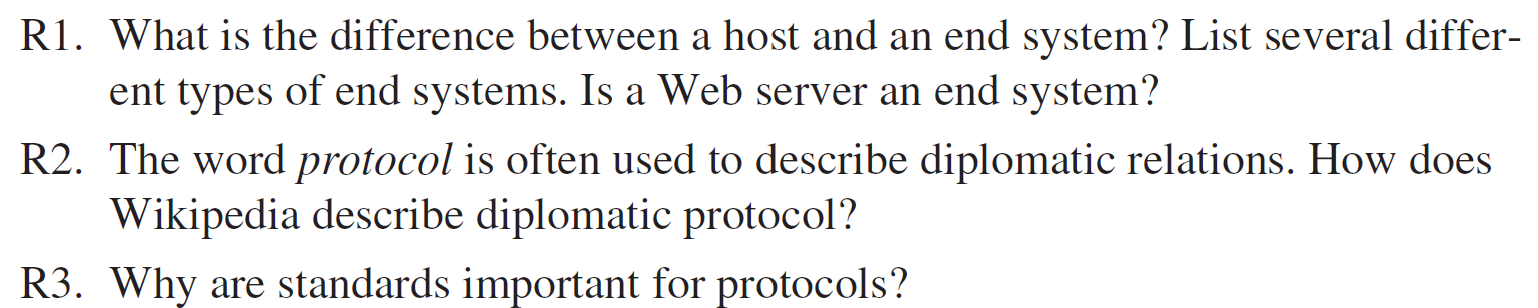 R1. What is the difference between a host and an end system? List several differ-
ent types of end systems. Is a Web server an end system?
R2. The word protocol is often used to describe diplomatic relations. How does
Wikipedia describe diplomatic protocol?
R3. Why are standards important for protocols?